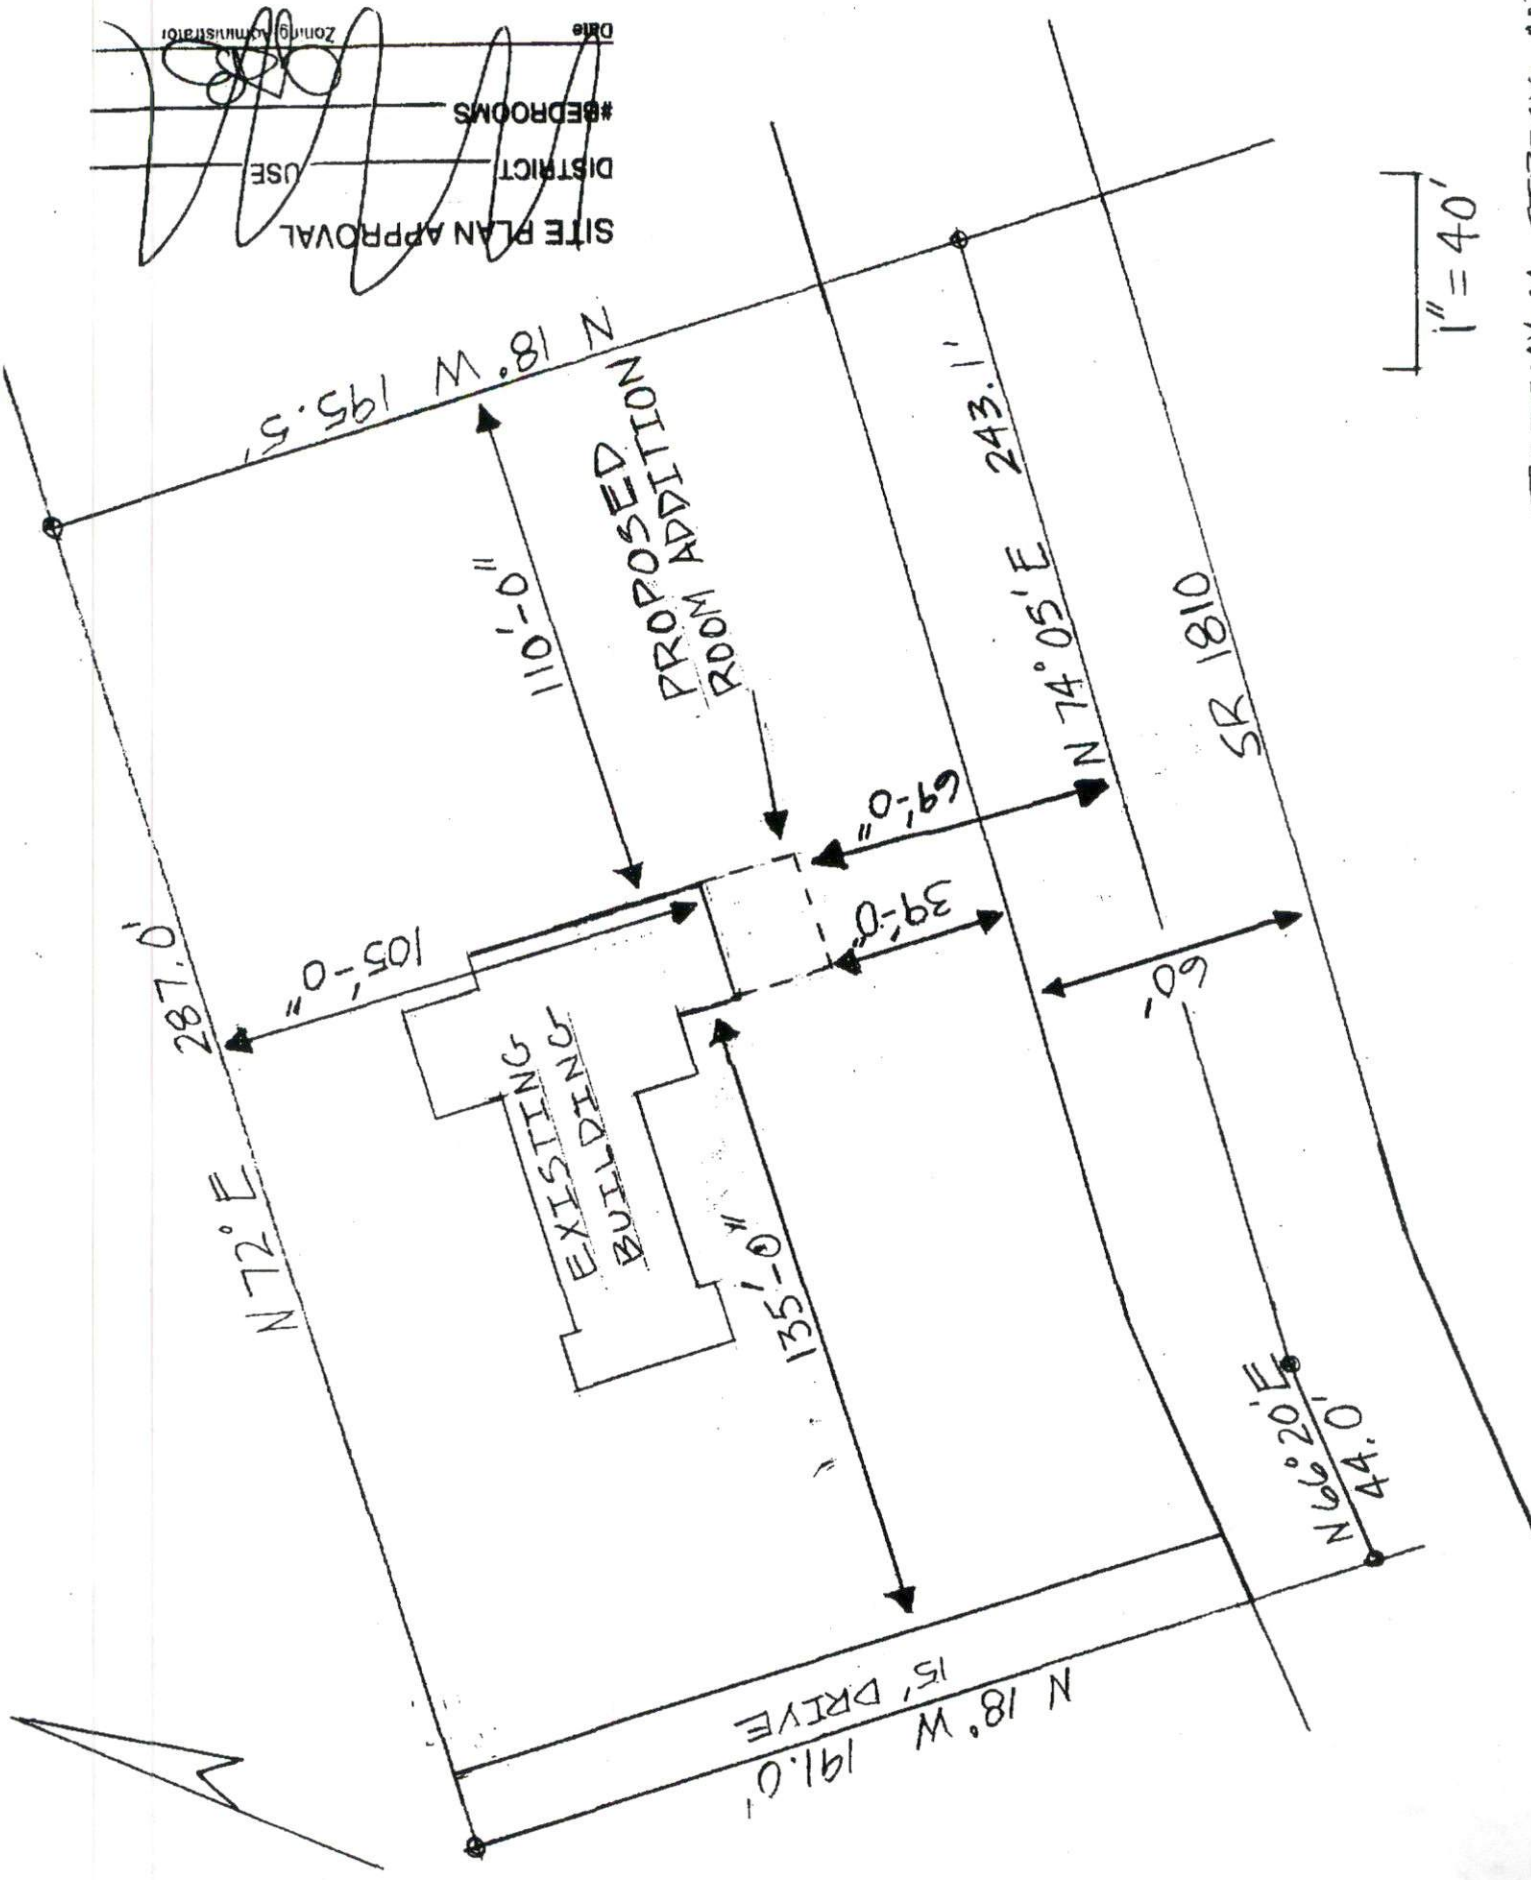 SITE PLAN APPROVAL
DISTRICT USE
#BEDROOMS
Date Zoning Administrator
N 18° W 195.5'
287.0'
N 72° E
110'-0"
PROPOSED
ROOM ADDITION
105'-0"
EXISTING
BUILDING
69'-0"
39'-0"
60'
135'-0"
N 74° 05' E 243.1'
SR 1810
1" = 40'
N 66° 20' E
44.0'
15' DRIVE
N 18° W 191.0'